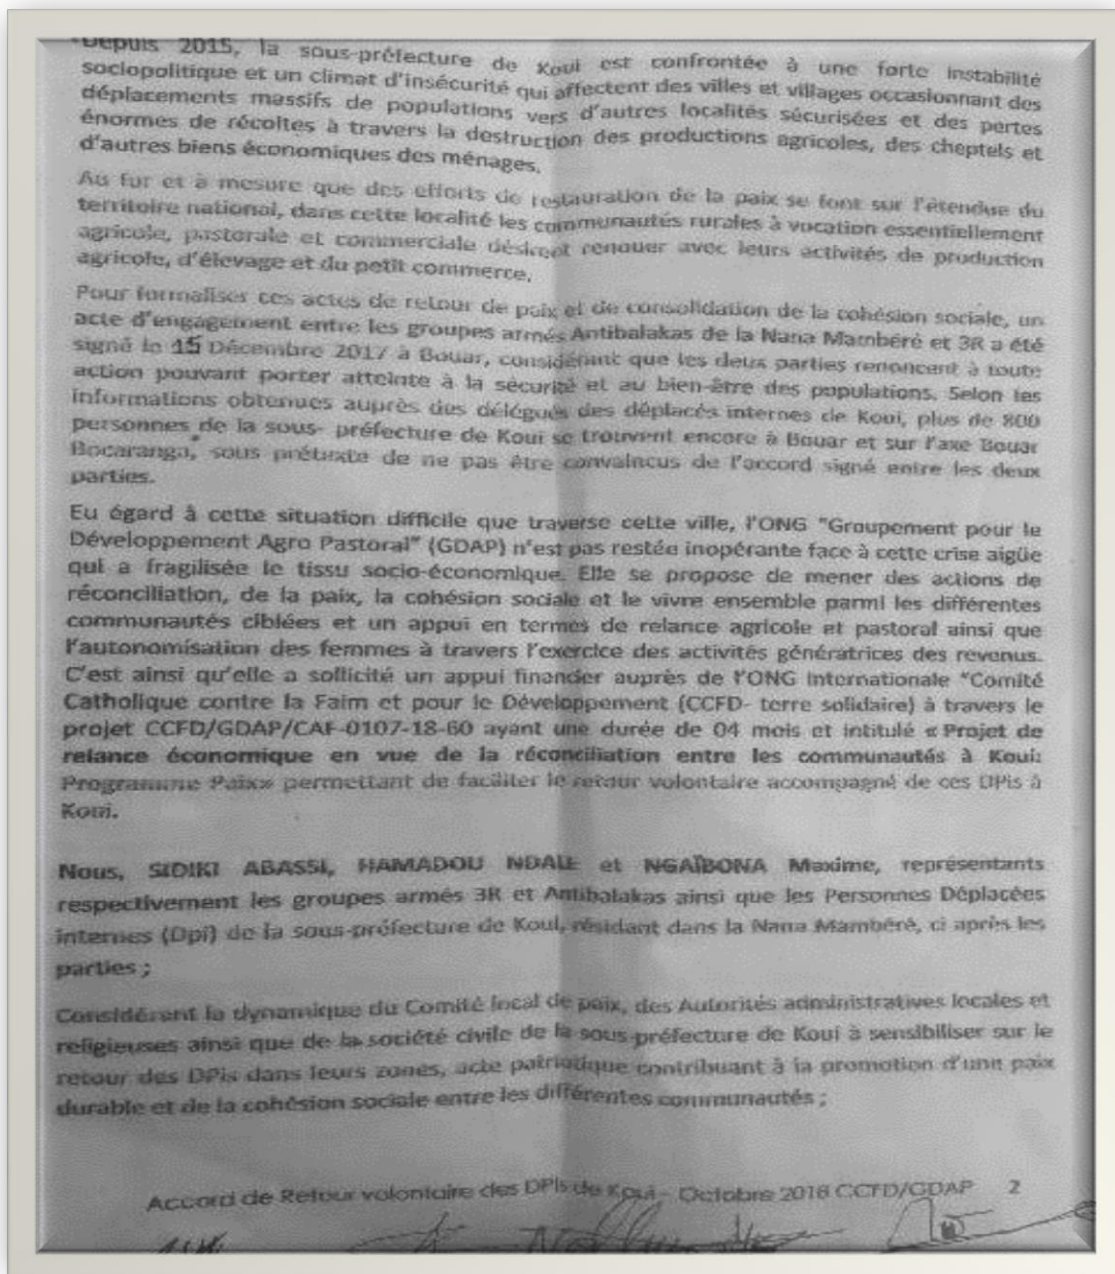 Depuis 2015, la sous-préfecture de Koui est confrontée à une forte instabilité
sociopolitique et un climat d'insécurité qui affectent des villes et villages occasionnant des
déplacements massifs de populations vers d'autres localités sécurisées et des pertes
énormes de récoltes à travers la destruction des productions agricoles, des cheptels et
d'autres biens économiques des ménages.
Au fur et à mesure que des efforts de restauration de la paix se font sur l'étendue du
territoire national, dans cette localité les communautés rurales à vocation essentiellement
agricole, pastorale et commerciale désirent renouer avec leurs activités de production
agricole, d'élevage et du petit commerce.
Pour formaliser ces actes de retour de paix et de consolidation de la cohésion sociale, un
acte d'engagement entre les groupes armés Antibalakas de la Nana Mambéré et 3R a été
signé le 15 Décembre 2017 à Bouar, considérant que les deux parties renoncent à toute
action pouvant porter atteinte à la sécurité et au bien-être des populations. Selon les
informations obtenues auprès des délégués des déplacés internes de Koui, plus de 800
personnes de la sous- préfecture de Koui se trouvent encore à Bouar et sur l'axe Bouar
Bocaranga, sous prétexte de ne pas être convaincus de l'accord signé entre les deux
parties.
Eu égard à cette situation difficile que traverse cette ville, l'ONG "Groupement pour le
Développement Agro Pastoral" (GDAP) n'est pas restée inopérante face à cette crise aigüe
qui a fragilisée le tissu socio-économique. Elle se propose de mener des actions de
réconciliation, de la paix, la cohésion sociale et le vivre ensemble parmi les différentes
communautés ciblées et un appui en termes de relance agricole et pastoral ainsi que
l'autonomisation des femmes à travers l'exercice des activités génératrices des revenus.
C'est ainsi qu'elle a sollicité un appui financier auprès de l'ONG Internationale "Comité
Catholique contre la Faim et pour le Développement (CCFD- terre solidaire) à travers le
projet CCFD/GDAP/CAF-0107-18-60 ayant une durée de 04 mois et intitulé « Projet de
relance économique en vue de la réconciliation entre les communautés à Koui:
Programme Paix» permettant de faciliter le retour volontaire accompagné de ces DPis à
Koui.
Nous, SIDIKI ABASSI, HAMADOU NDALE et NGAÏBONA Maxime, représentants
respectivement les groupes armés 3R et Antibalakas ainsi que les Personnes Déplacées
internes (Dpi) de la sous-préfecture de Koui, résidant dans la Nana Mambéré, ci après les
parties ;
Considérant la dynamique du Comité local de paix, des Autorités administratives locales et
religieuses ainsi que de la société civile de la sous-préfecture de Koui à sensibiliser sur le
retour des DPis dans leurs zones, acte patriotique contribuant à la promotion d'une paix
durable et de la cohésion sociale entre les différentes communautés ;
Accord de Retour volontaire des DPis de Koui – Octobre 2018 CCFD/GDAP 2